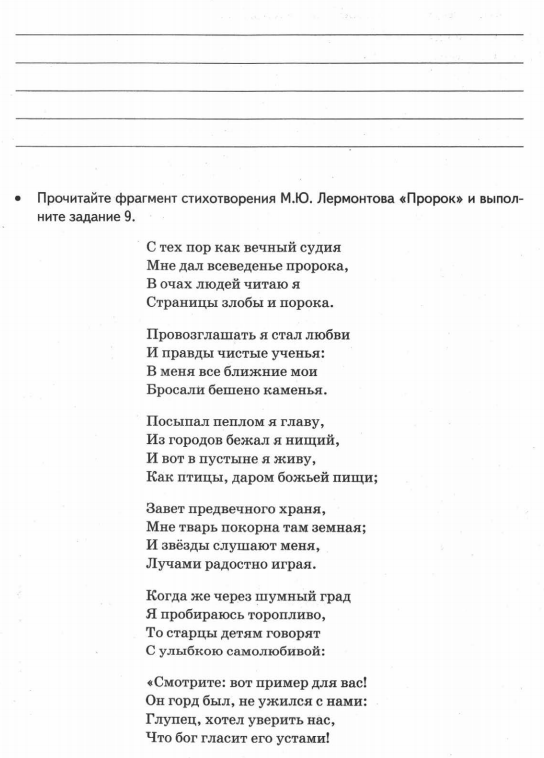 • Прочитайте фрагмент стихотворения М.Ю. Лермонтова «Пророк» и выпол-
ните задание 9.
С тех пор как вечный судия
Мне дал всеведенье пророка,
В очах людей читаю я
Страницы злобы и порока.
Провозглашать я стал любви
И правды чистые ученья:
В меня все ближние мои
Бросали бешено каменья.
Посыпал пеплом я главу,
Из городов бежал я нищий,
И вот в пустыне я живу,
Как птицы, даром божьей пищи;
Завет предвечного храня,
Мне тварь покорна там земная;
И звёзды слушают меня,
Лучами радостно играя.
Когда же через шумный град
Я пробираюсь торопливо,
То старцы детям говорят
С улыбкою самолюбивой:
«Смотрите: вот пример для вас!
Он горд был, не ужился с нами:
Глупец, хотел уверить нас,
Что бог гласит его устами!